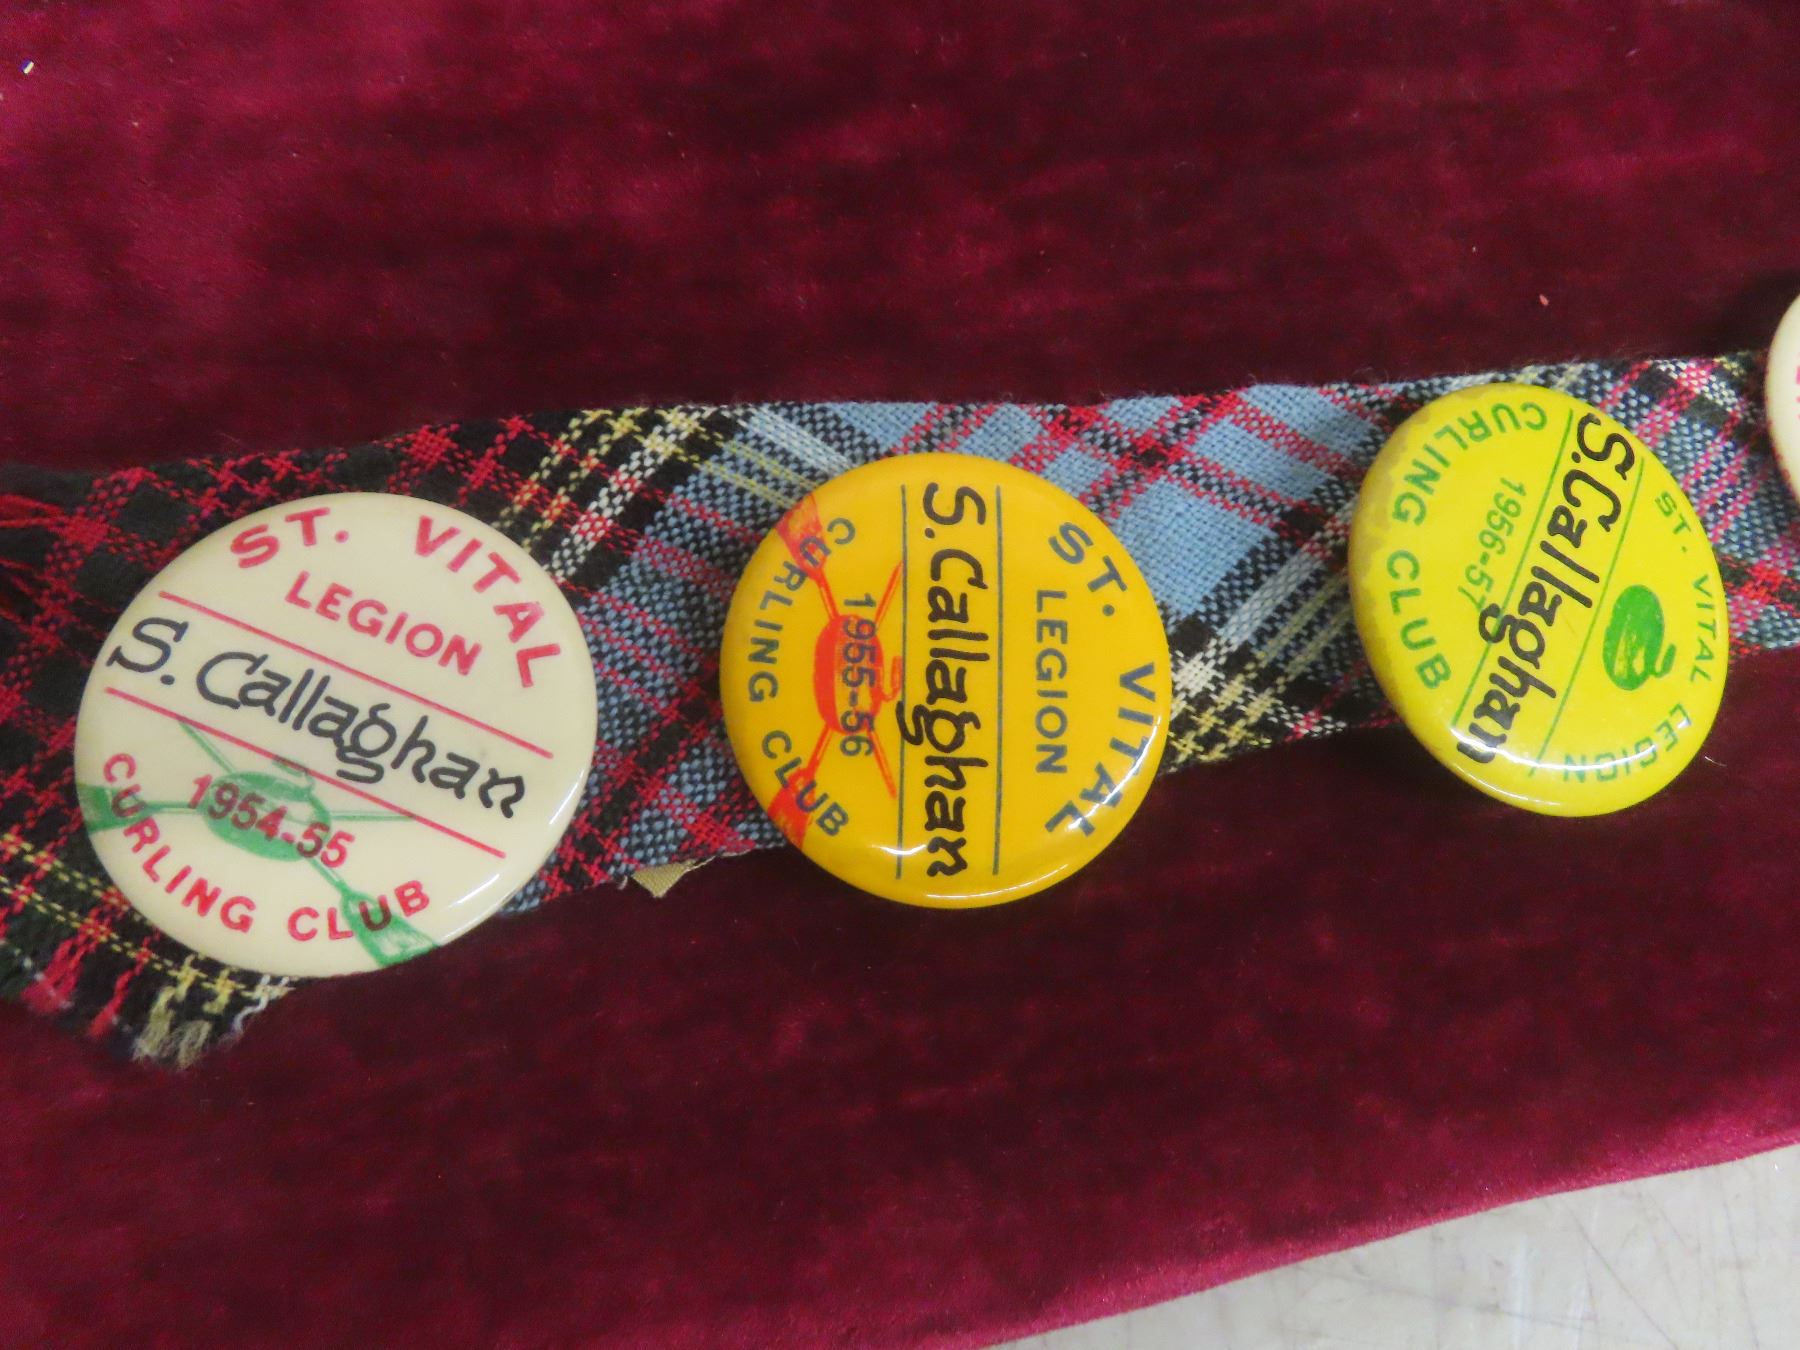 ST. VITAL
LEGION
S. Callaghan
1954-55
CURLING CLUB
ST. VITAL
LEGION
S. Callaghan
1955-56
CURLING CLUB
ST. VITAL LEGION
S. Callaghan
1956-57
CURLING CLUB